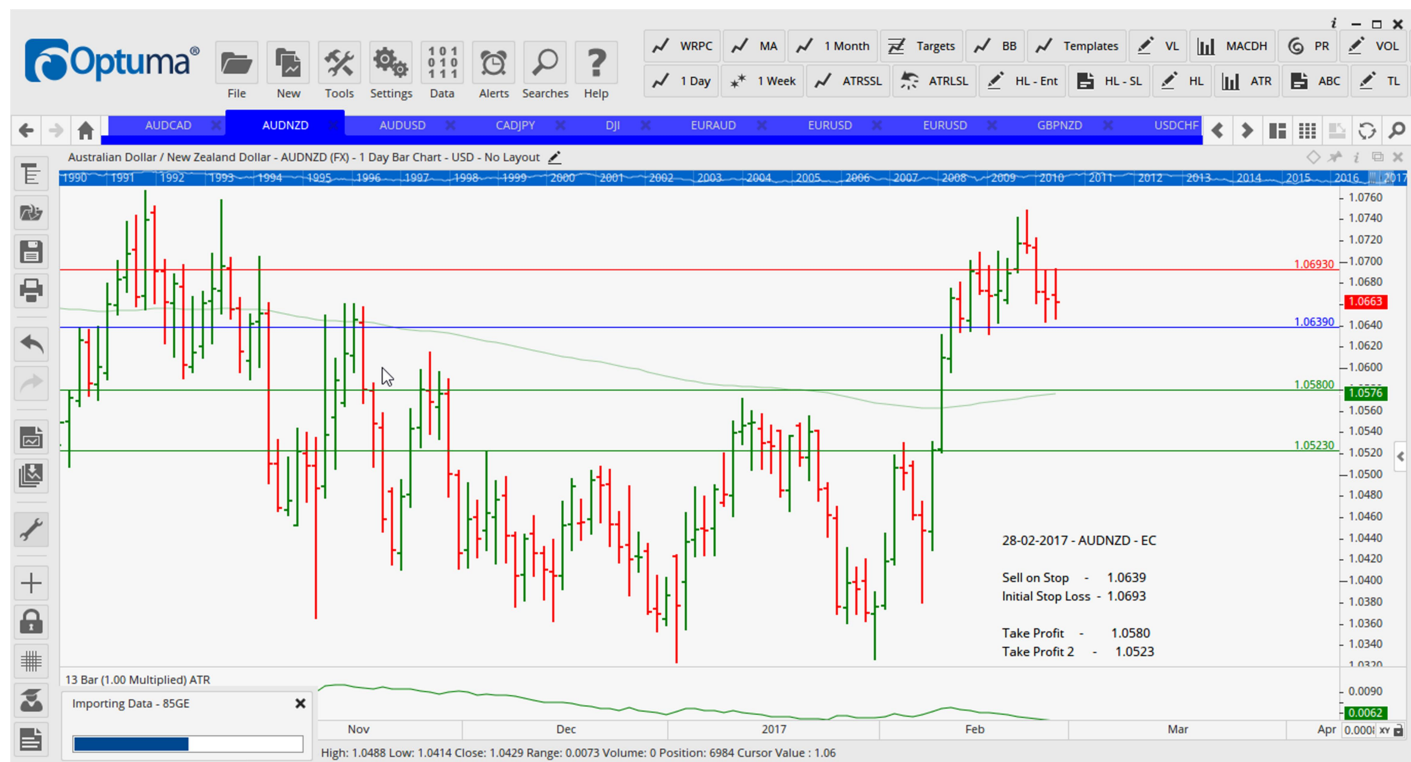 i
Optuma®
File
New
Tools
Settings
101
010
111
Data
Alerts
Searches
?
Help
WRPC
MA
1 Month
Targets
BB
Templates
VL
MACDH
PR
VOL
1 Day
1 Week
ATRSSL
ATRLSL
HL - Ent
HL - SL
HL
ATR
ABC
TL
AUDCAD
AUDNZD
AUDUSD
CADJPY
DJI
EURAUD
EURUSD
EURUSD
GBPNZD
USDCHF
Australian Dollar / New Zealand Dollar - AUDNZD (FX) - 1 Day Bar Chart - USD - No Layout
i
1990 1991 1992 1993 1994 1995 1996 1997 1998 1999 2000 2001 2002 2003 2004 2005 2006 2007 2008 2009 2010 2011 2012 2013 2014 2015 2016 2017
1.0760
1.0740
1.0720
1.0700
1.06930
1.0680
1.0663
1.06390
1.0640
1.0620
1.0600
1.05800
1.0576
1.0560
1.0540
1.05230
1.0520
1.0500
1.0480
1.0460
1.0440
1.0420
1.0400
1.0380
1.0360
1.0340
1.0320
28-02-2017 - AUDNZD - EC
Sell on Stop - 1.0639
Initial Stop Loss - 1.0693
Take Profit - 1.0580
Take Profit 2 - 1.0523
13 Bar (1.00 Multiplied) ATR
0.0090
0.0062
Importing Data - 85GE
Nov Dec 2017 Feb Mar Apr
XY
High: 1.0488 Low: 1.0414 Close: 1.0429 Range: 0.0073 Volume: 0 Position: 6984 Cursor Value : 1.06